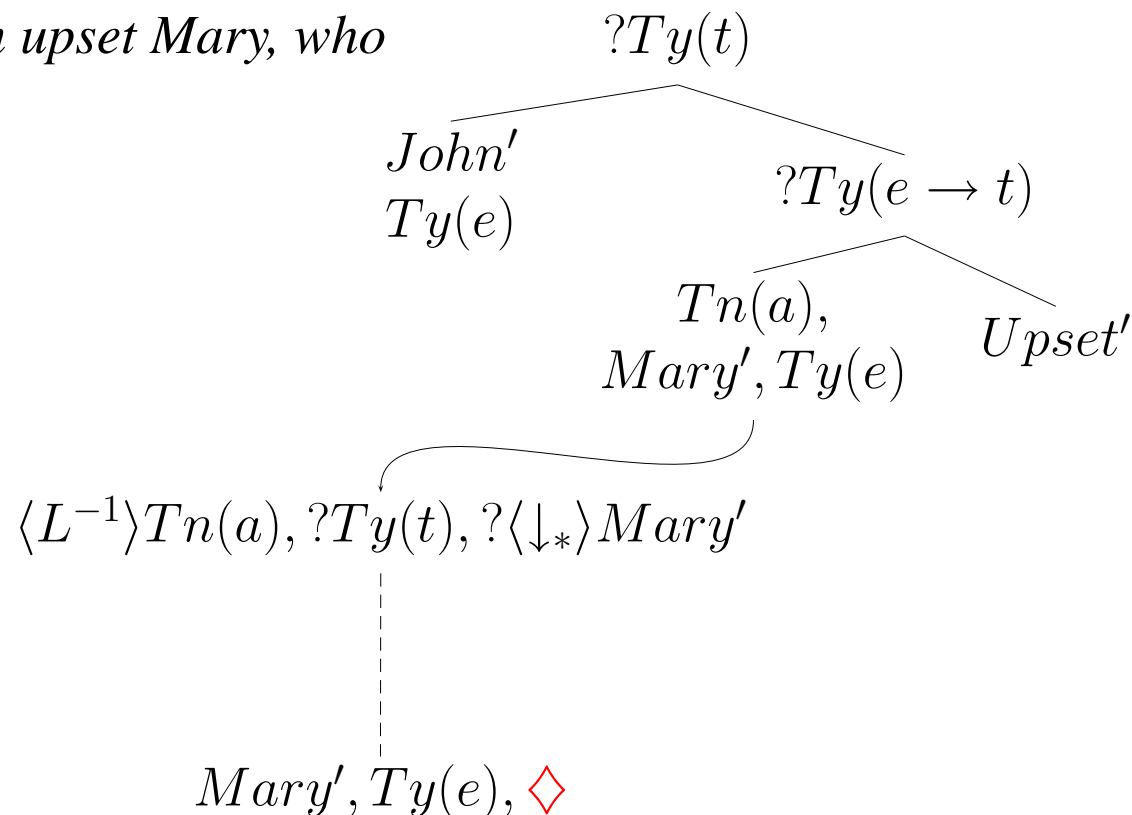 upset Mary, who
?Ty(t)
John′
Ty(e)
?Ty(e → t)
Tn(a),
Mary′, Ty(e)
Upset′
⟨L⁻¹⟩Tn(a), ?Ty(t), ?⟨↓∗⟩Mary′
Mary′, Ty(e), ♢